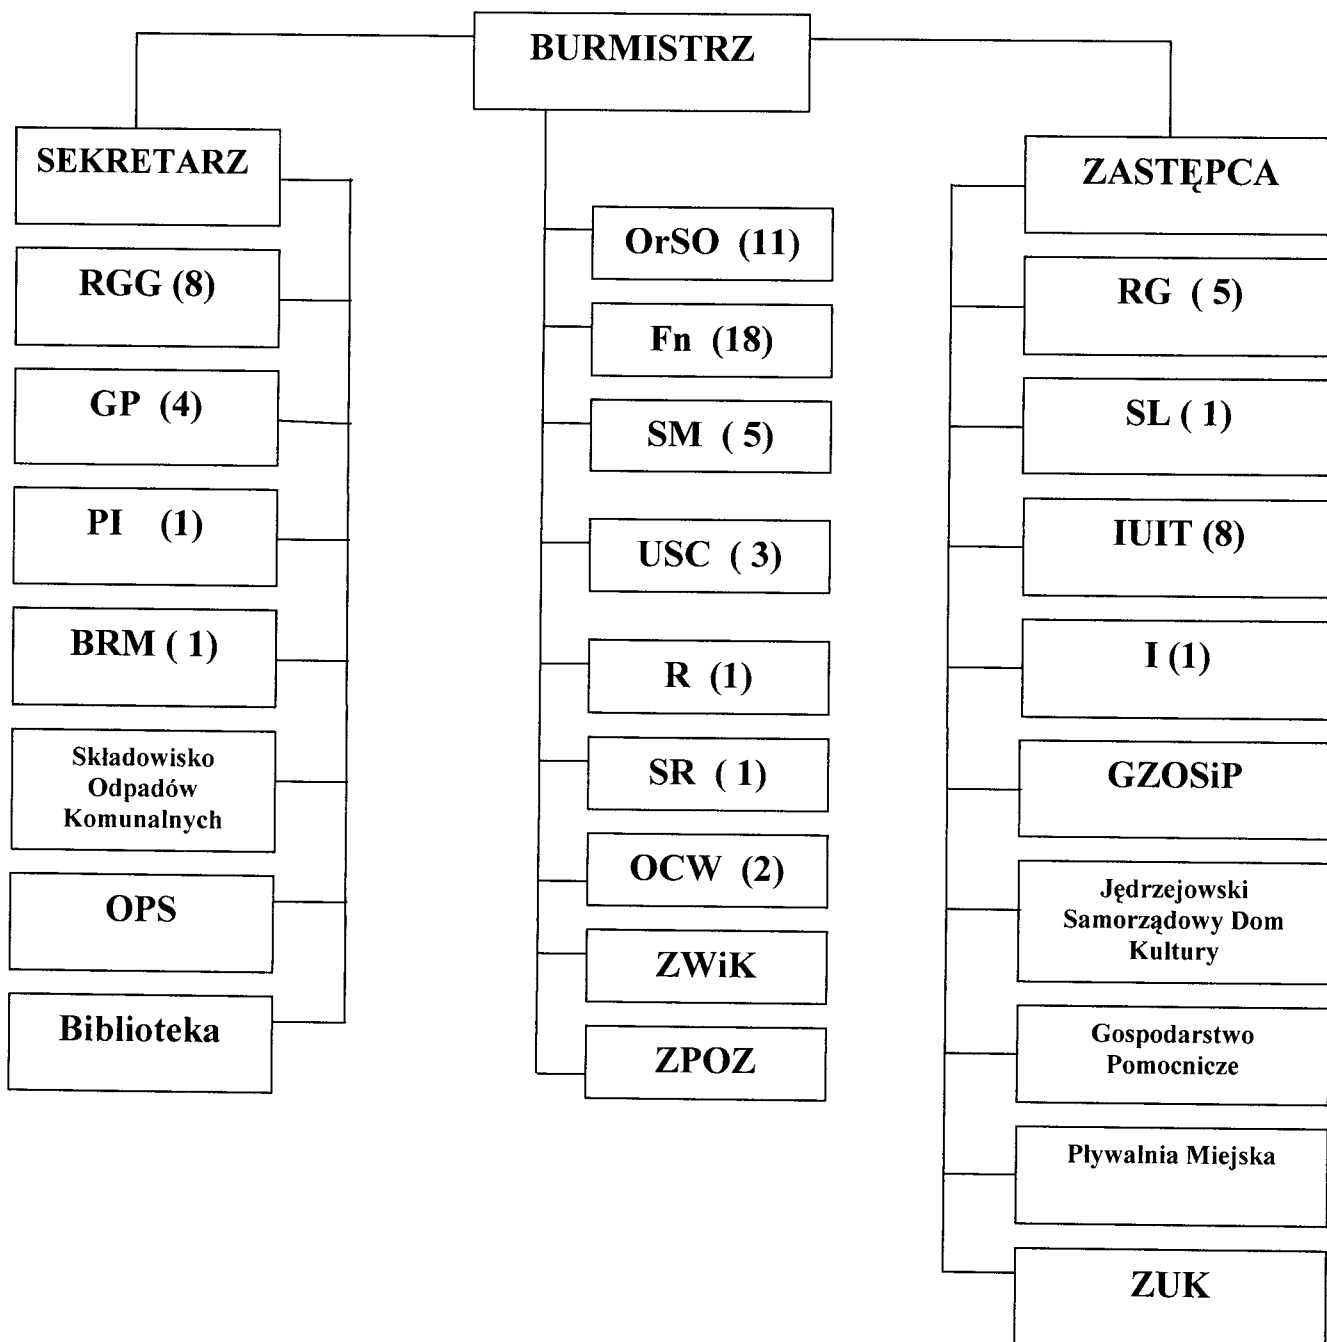 BURMISTRZ
SEKRETARZ
RGG (8)
GP (4)
PI (1)
BRM ( 1)
Składowisko
Odpadów
Komunalnych
OPS
Biblioteka
OrSO (11)
Fn (18)
SM ( 5)
USC ( 3)
R (1)
SR ( 1)
OCW (2)
ZWiK
ZPOZ
ZASTĘPCA
RG ( 5)
SL ( 1)
IUIT (8)
I (1)
GZOSiP
Jędrzejowski
Samorządowy Dom
Kultury
Gospodarstwo
Pomocnicze
Pływalnia Miejska
ZUK